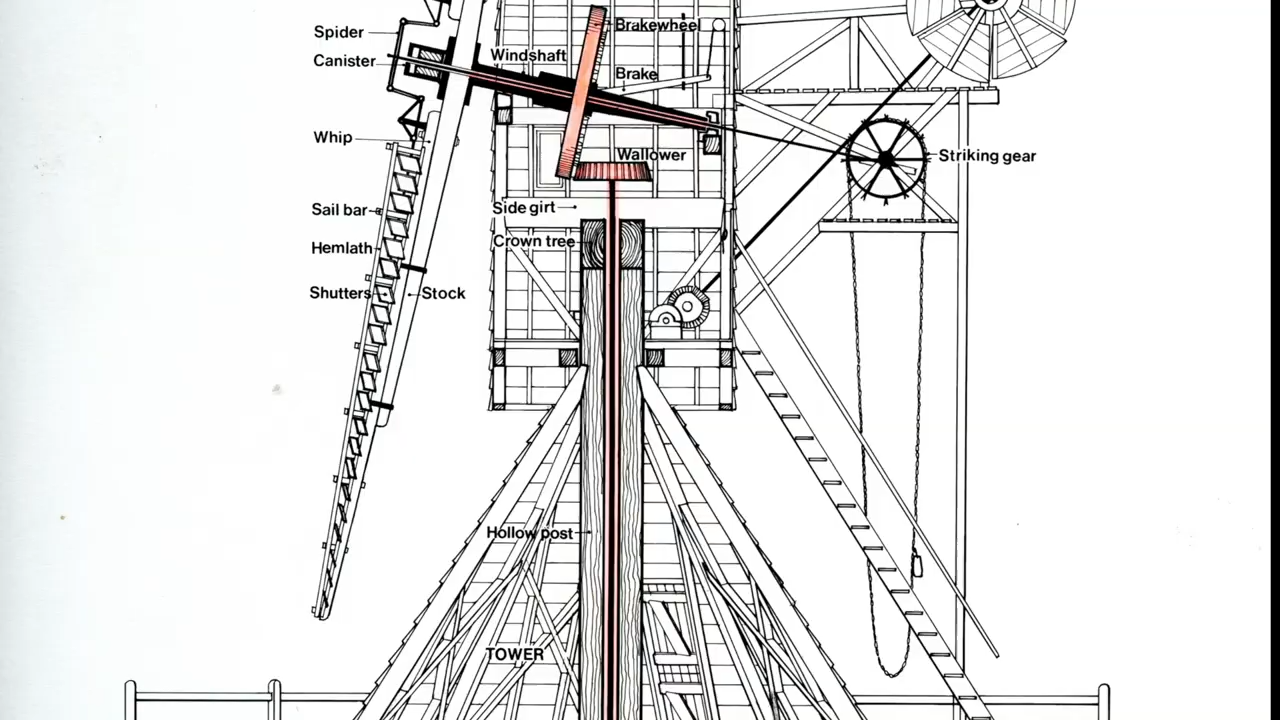 Spider
Canister
Whip
Sail bar
Hemlath
Shutters
Stock
Windshaft
Brakewheel
Brake
Wallower
Side girt
Crown tree
Striking gear
Hollow post
TOWER